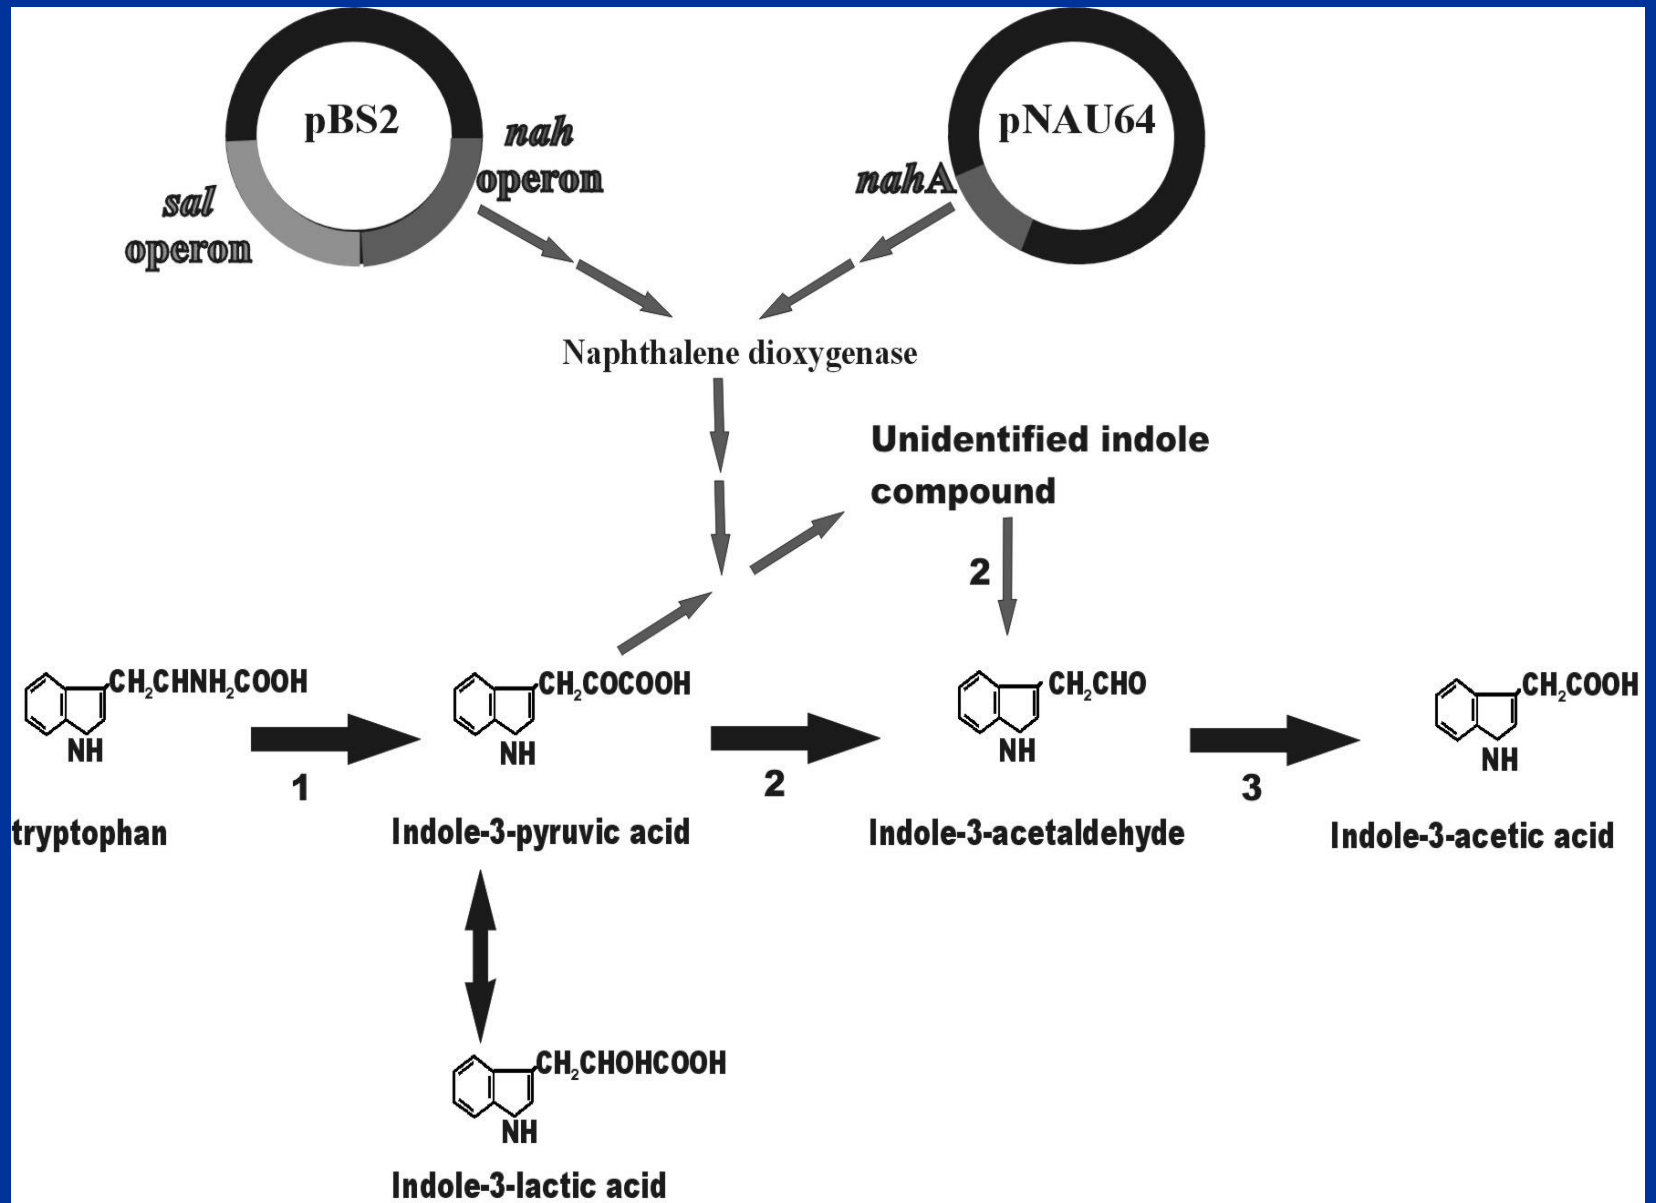 pBS2
nah
operon
sal
operon
pNAU64
nahA
Naphthalene dioxygenase
Unidentified indole
compound
2
CH₂CHNH₂COOH
NH
1
tryptophan
CH₂COCOOH
NH
2
Indole-3-pyruvic acid
CH₂CHO
NH
3
Indole-3-acetaldehyde
CH₂COOH
NH
Indole-3-acetic acid
CH₂CHOHCOOH
NH
Indole-3-lactic acid